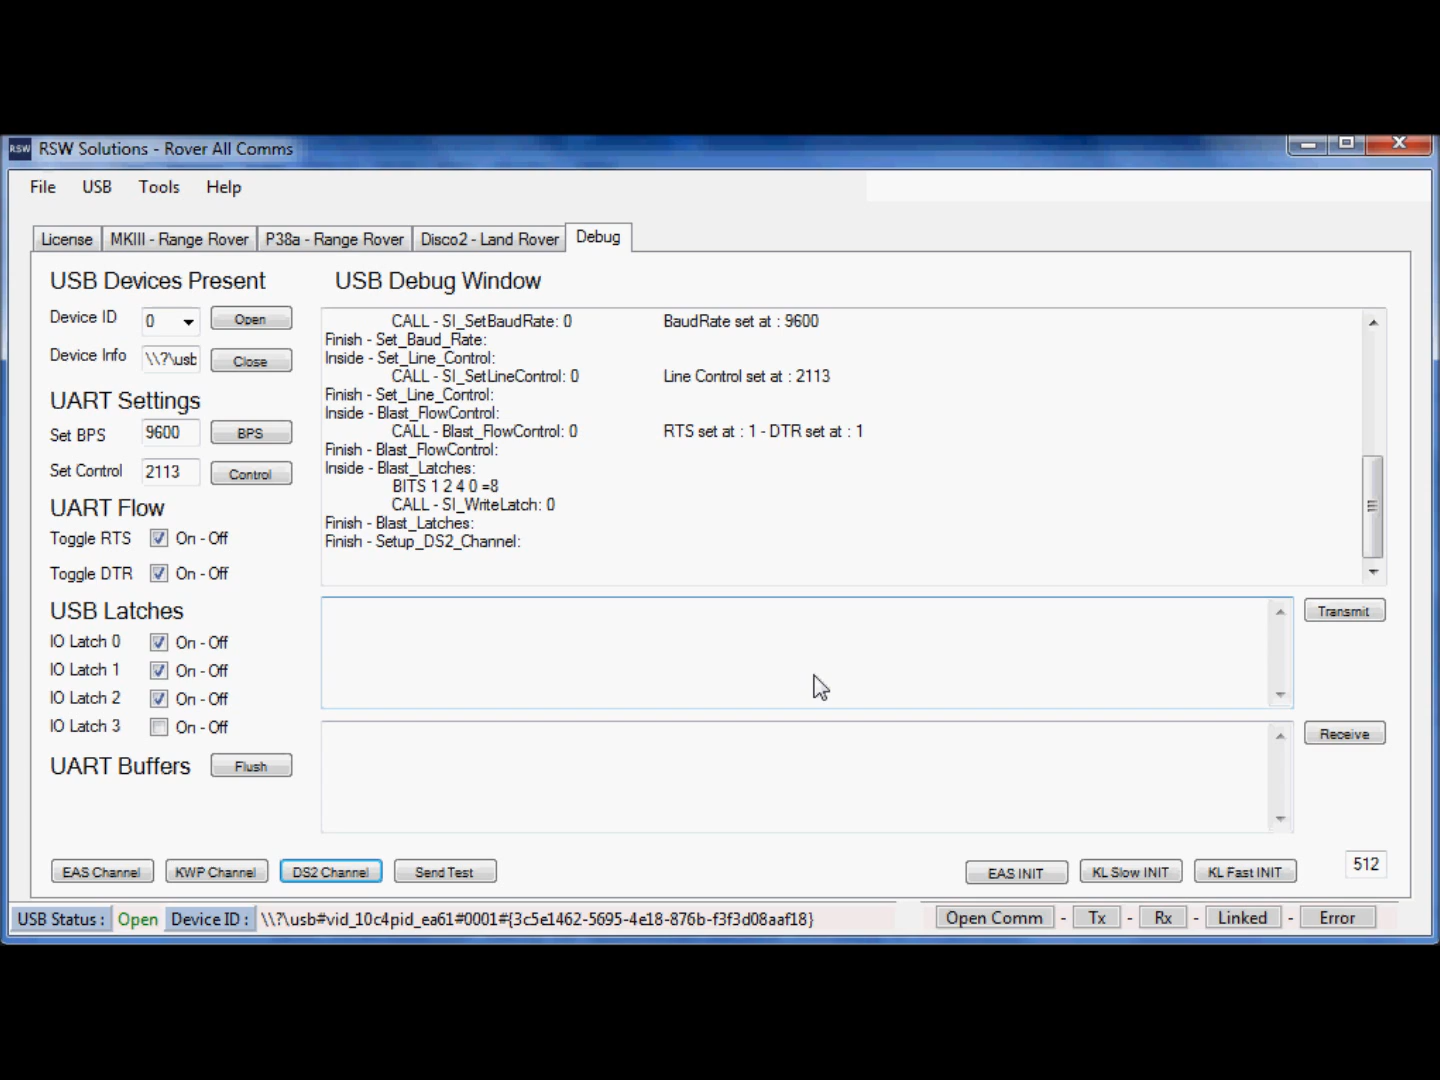 RSW RSW Solutions - Rover All Comms
File USB Tools Help
License MKIII - Range Rover P38a - Range Rover Disco2 - Land Rover Debug
USB Devices Present
Device ID 0 Open
Device Info \\?\usb Close
UART Settings
Set BPS 9600 BPS
Set Control 2113 Control
UART Flow
Toggle RTS On - Off
Toggle DTR On - Off
USB Latches
IO Latch 0 On - Off
IO Latch 1 On - Off
IO Latch 2 On - Off
IO Latch 3 On - Off
UART Buffers Flush
USB Debug Window
CALL - SI_SetBaudRate: 0 BaudRate set at : 9600
Finish - Set_Baud_Rate:
Inside - Set_Line_Control:
CALL - SI_SetLineControl: 0 Line Control set at : 2113
Finish - Set_Line_Control:
Inside - Blast_FlowControl:
CALL - Blast_FlowControl: 0 RTS set at : 1 - DTR set at : 1
Finish - Blast_FlowControl:
Inside - Blast_Latches:
BITS 1 2 4 0 =8
CALL - SI_WriteLatch: 0
Finish - Blast_Latches:
Finish - Setup_DS2_Channel:
Transmit
Receive
EAS Channel KWP Channel DS2 Channel Send Test EAS INIT KL Slow INIT KL Fast INIT 512
USB Status : Open Device ID : \\?\usb#vid_10c4pid_ea61#0001#{3c5e1462-5695-4e18-876b-f3f3d08aaf18} Open Comm - Tx - Rx - Linked - Error